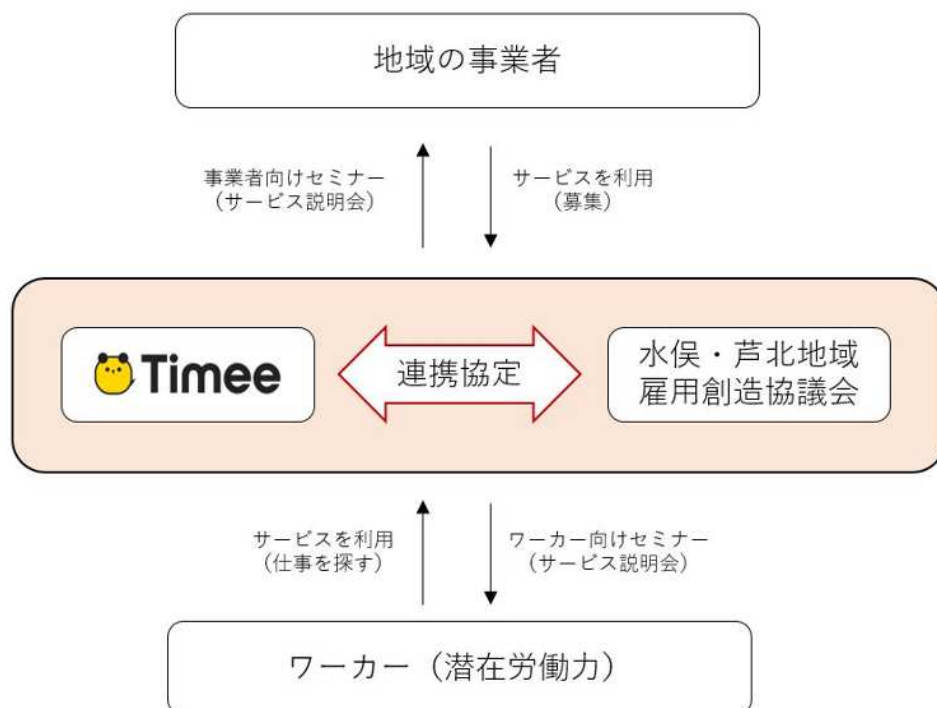 地域の事業者
事業者向けセミナー
（サービス説明会）
サービスを利用
（募集）
Timee
連携協定
水俣・芦北地域
雇用創造協議会
サービスを利用
（仕事を探す）
ワーカー向けセミナー
（サービス説明会）
ワーカー（潜在労働力）